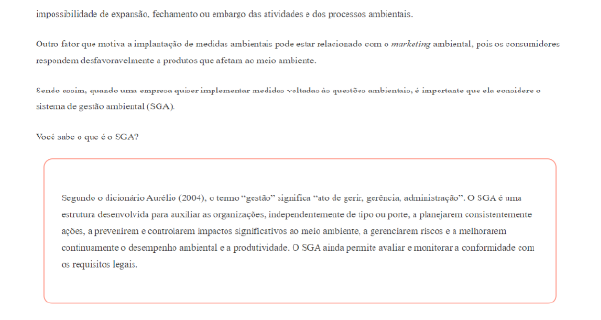 impossibilidade de expansão, fechamento ou embargo das atividades e dos processos ambientais.
Outro fator que motiva a implantação de medidas ambientais pode estar relacionado com o marketing ambiental, pois os consumidores
respondem desfavoravelmente a produtos que afetam ao meio ambiente.
Sendo assim, quando uma empresa quiser implementar medidas voltadas às questões ambientais, é importante que ela considere o
sistema de gestão ambiental (SGA).
Você sabe o que é o SGA?
Segundo o dicionário Aurélio (2004), o termo “gestão” significa “ato de gerir, gerência, administração”. O SGA é uma
estrutura desenvolvida para auxiliar as organizações, independentemente de tipo ou porte, a planejarem consistentemente
ações, a prevenirem e controlarem impactos significativos ao meio ambiente, a gerenciarem riscos e a melhorarem
continuamente o desempenho ambiental e a produtividade. O SGA ainda permite avaliar e monitorar a conformidade com
os requisitos legais.